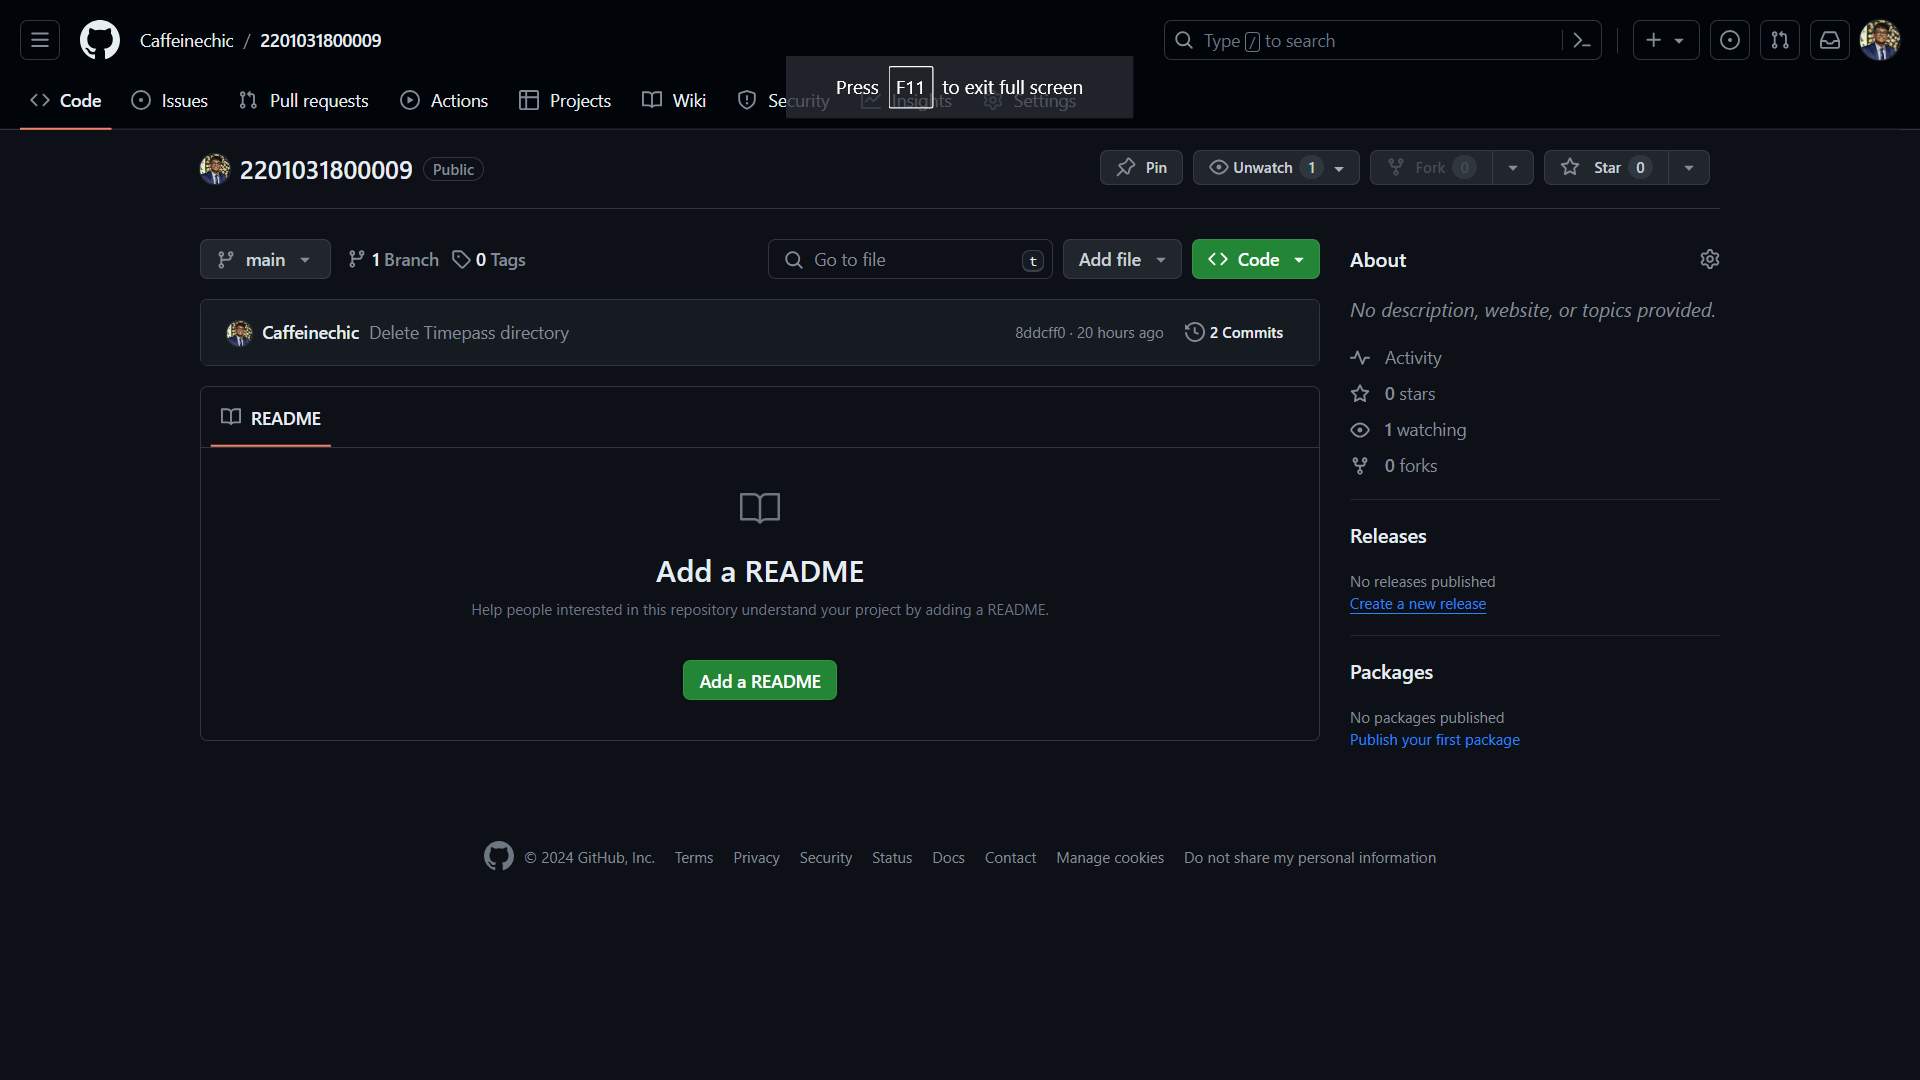 Caffeinechic / 2201031800009
Type / to search
Press F11 to exit full screen
Code Issues Pull requests Actions Projects Wiki Security Insights Settings
2201031800009 Public
Pin Unwatch 1 Fork 0 Star 0
main 1 Branch 0 Tags Go to file t Add file Code
Caffeinechic Delete Timepass directory 8ddcff0 · 20 hours ago 2 Commits
README
Add a README
Help people interested in this repository understand your project by adding a README.
Add a README
About
No description, website, or topics provided.
Activity
0 stars
1 watching
0 forks
Releases
No releases published
Create a new release
Packages
No packages published
Publish your first package
© 2024 GitHub, Inc. Terms Privacy Security Status Docs Contact Manage cookies Do not share my personal information